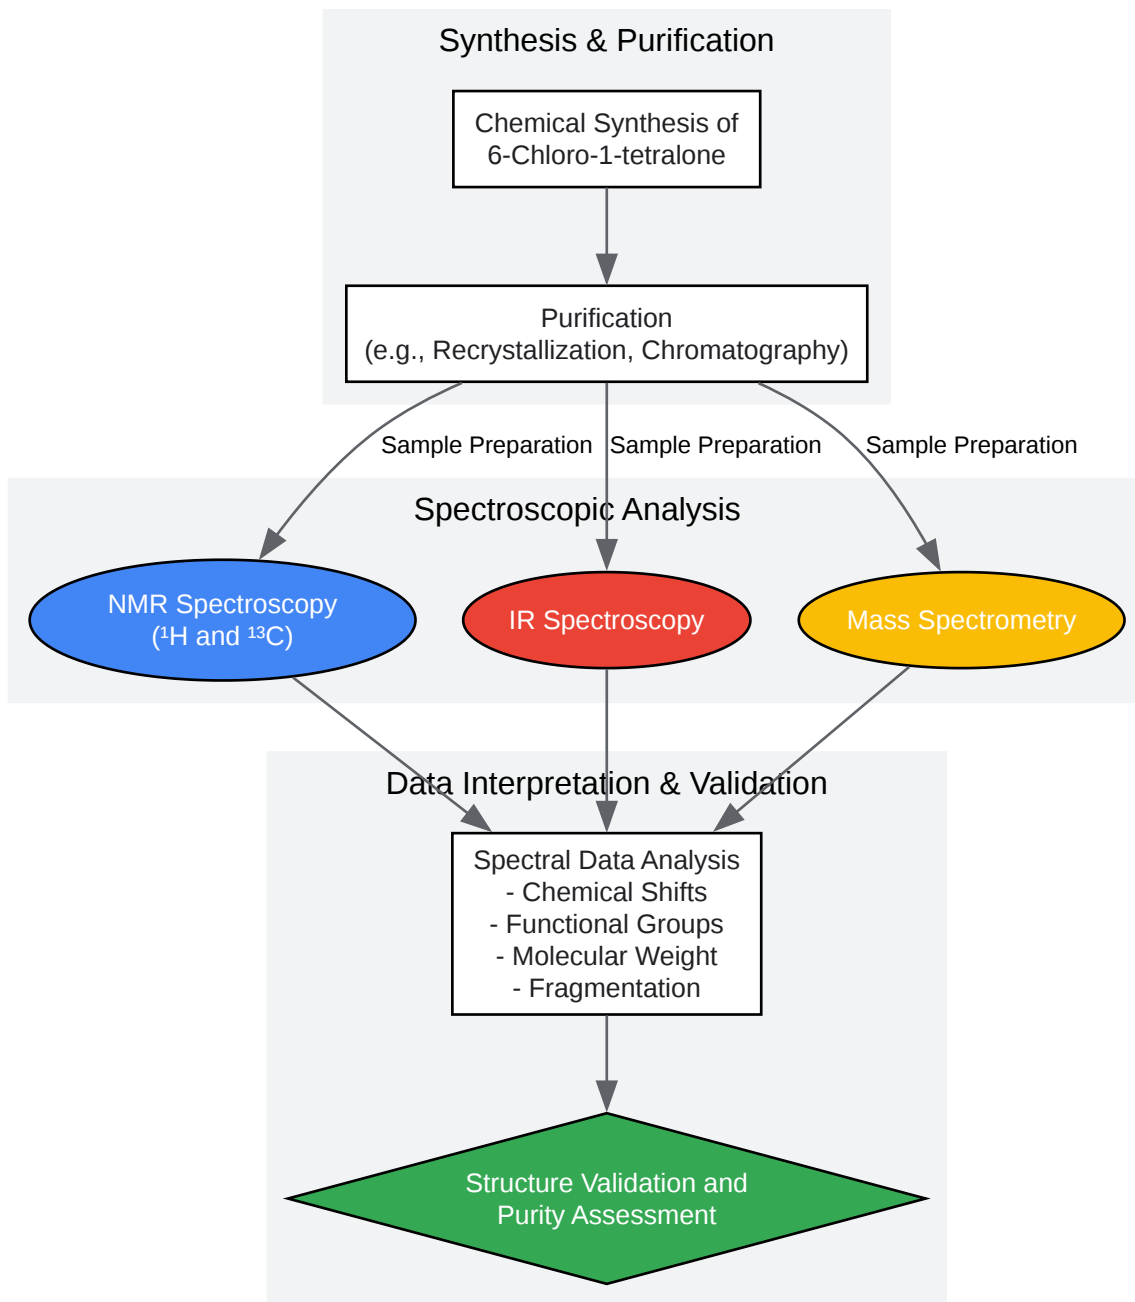 Synthesis & Purification
Chemical Synthesis of
6-Chloro-1-tetralone
Purification
(e.g., Recrystallization, Chromatography)
Sample Preparation
Sample Preparation
Sample Preparation
Spectroscopic Analysis
NMR Spectroscopy
(¹H and ¹³C)
IR Spectroscopy
Mass Spectrometry
Data Interpretation & Validation
Spectral Data Analysis
- Chemical Shifts
- Functional Groups
- Molecular Weight
- Fragmentation
Structure Validation and
Purity Assessment